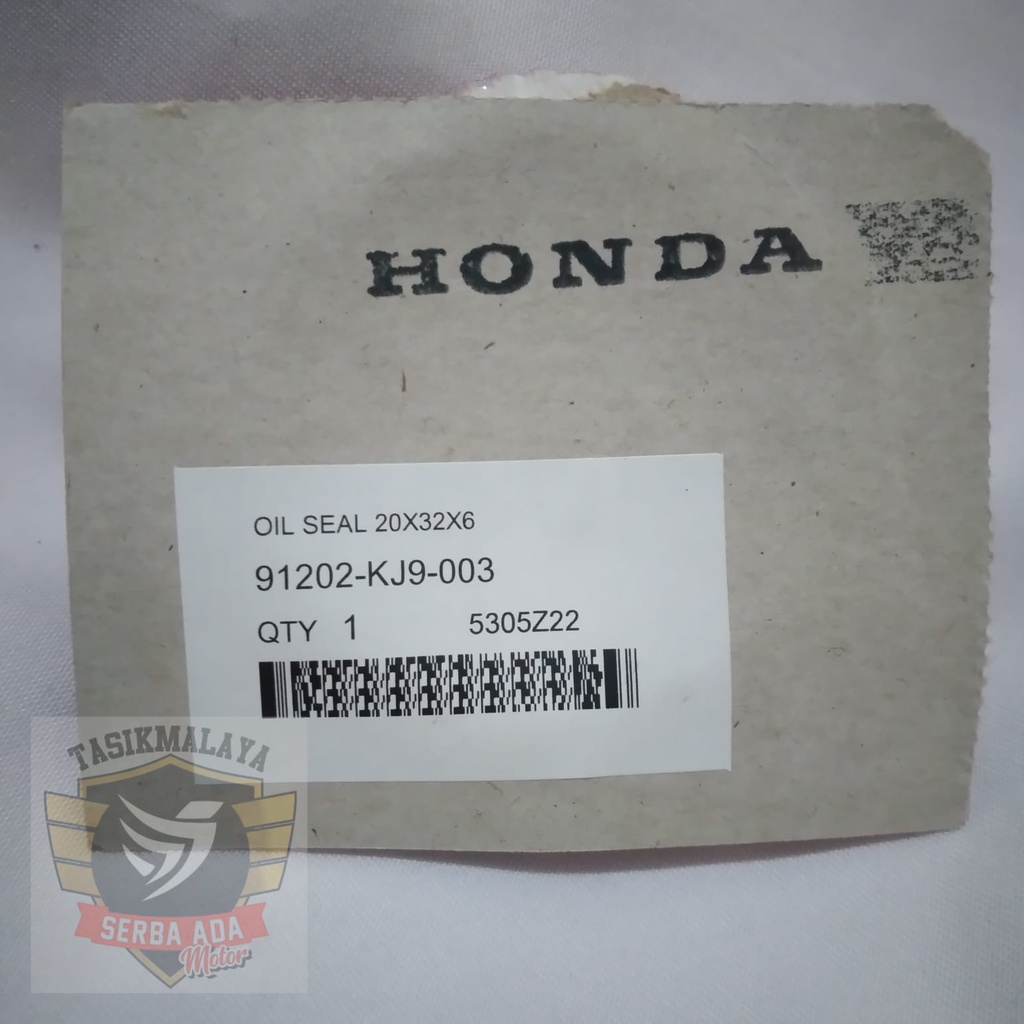 HONDA
OIL SEAL 20X32X6
91202-KJ9-003
QTY 1 5305Z22
TASIKMALAYA
SERBA ADA
Motor